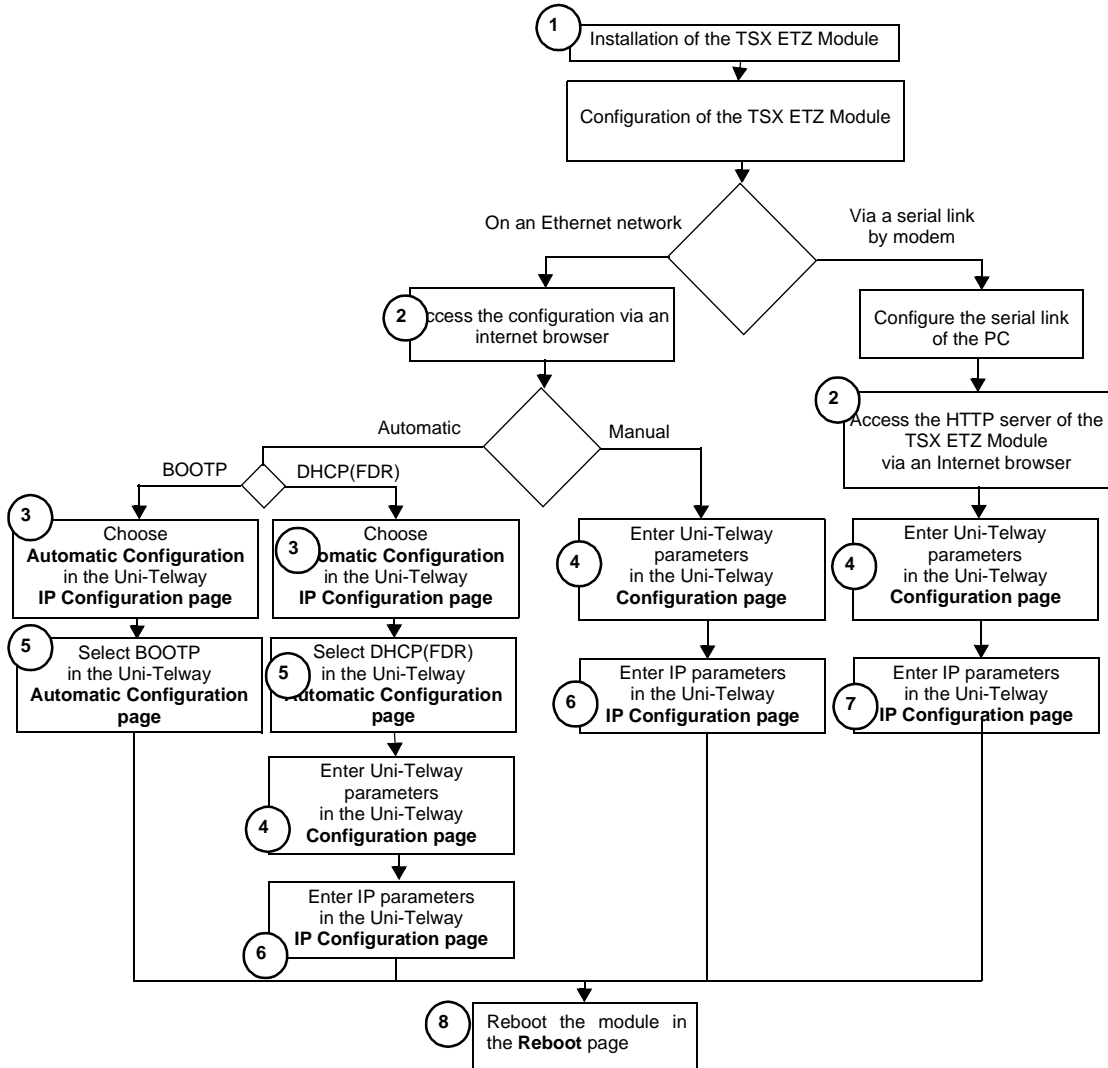 1
Installation of the TSX ETZ Module
Configuration of the TSX ETZ Module
On an Ethernet network
Via a serial link
by modem
2
ccess the configuration via an
internet browser
Configure the serial link
of the PC
2
Access the HTTP server of the
TSX ETZ Module
via an Internet browser
Automatic
Manual
BOOTP
DHCP(FDR)
3
Choose
Automatic Configuration
in the Uni-Telway
IP Configuration page
3
Choose
tomatic Configuration
in the Uni-Telway
IP Configuration page
4
Enter Uni-Telway
parameters
in the Uni-Telway
Configuration page
4
Enter Uni-Telway
parameters
in the Uni-Telway
Configuration page
5
Select BOOTP
in the Uni-Telway
Automatic Configuration
page
5
Select DHCP(FDR)
in the Uni-Telway
Automatic Configuration
page
6
Enter IP parameters
in the Uni-Telway
IP Configuration page
7
Enter IP parameters
in the Uni-Telway
IP Configuration page
4
Enter Uni-Telway
parameters
in the Uni-Telway
Configuration page
6
Enter IP parameters
in the Uni-Telway
IP Configuration page
8
Reboot the module in
the Reboot page